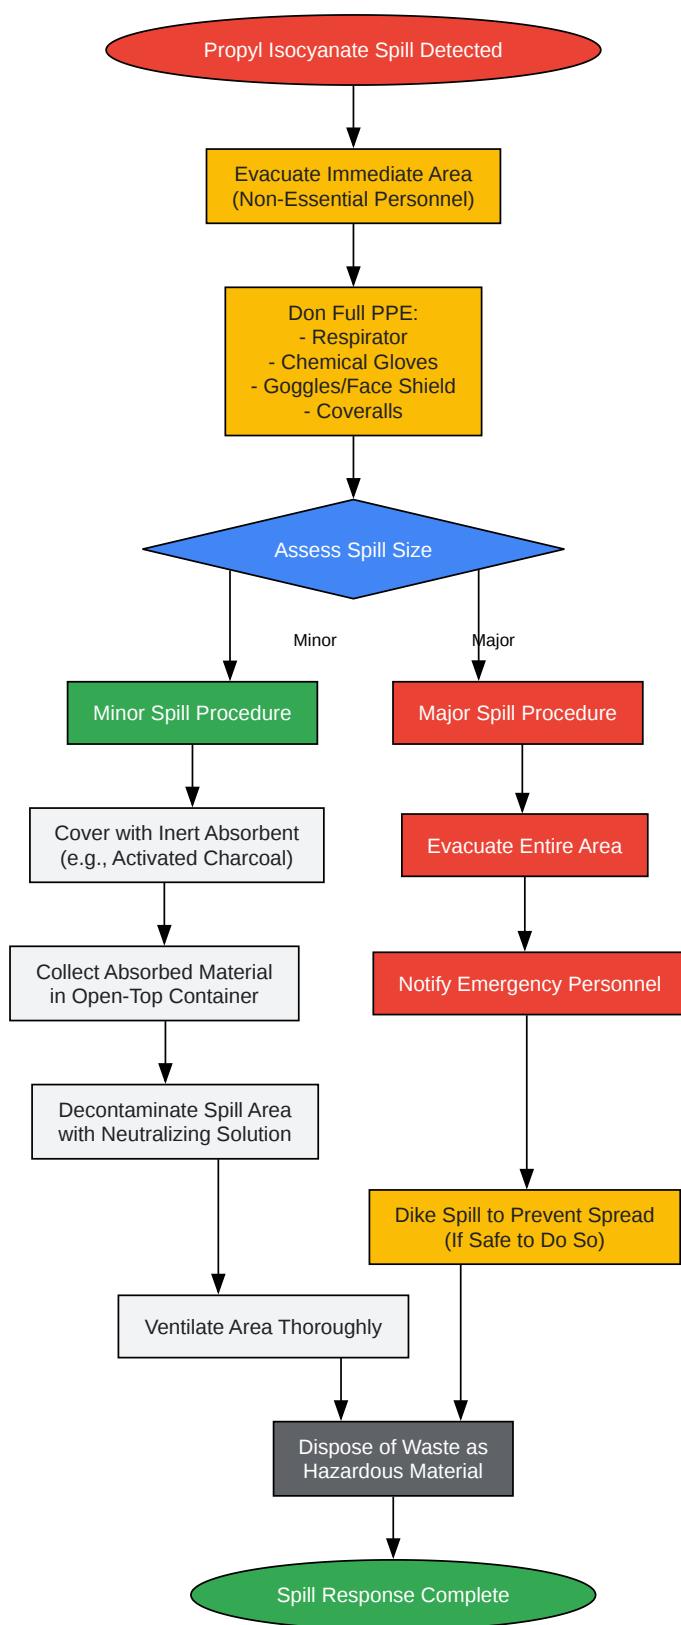 Propyl Isocyanate Spill Detected
Evacuate Immediate Area
(Non-Essential Personnel)
Don Full PPE:
- Respirator
- Chemical Gloves
- Goggles/Face Shield
- Coveralls
Assess Spill Size
Minor
Major
Minor Spill Procedure
Major Spill Procedure
Cover with Inert Absorbent
(e.g., Activated Charcoal)
Evacuate Entire Area
Collect Absorbed Material
in Open-Top Container
Notify Emergency Personnel
Decontaminate Spill Area
with Neutralizing Solution
Dike Spill to Prevent Spread
(If Safe to Do So)
Ventilate Area Thoroughly
Dispose of Waste as
Hazardous Material
Spill Response Complete